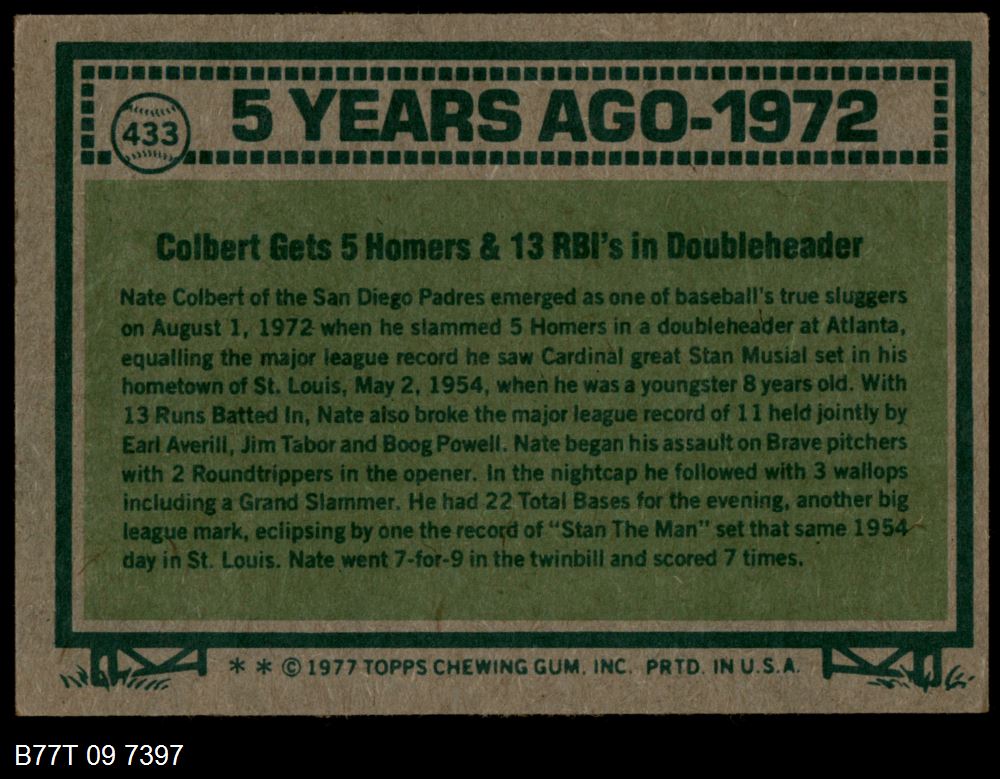 433
5 YEARS AGO-1972
Colbert Gets 5 Homers & 13 RBI's in Doubleheader
Nate Colbert of the San Diego Padres emerged as one of baseball's true sluggers
on August 1, 1972 when he slammed 5 Homers in a doubleheader at Atlanta,
equalling the major league record he saw Cardinal great Stan Musial set in his
hometown of St. Louis, May 2, 1954, when he was a youngster 8 years old. With
13 Runs Batted In, Nate also broke the major league record of 11 held jointly by
Earl Averill, Jim Tabor and Boog Powell. Nate began his assault on Brave pitchers
with 2 Roundtrippers in the opener. In the nightcap he followed with 3 wallops
including a Grand Slammer. He had 22 Total Bases for the evening, another big
league mark, eclipsing by one the record of "Stan The Man" set that same 1954
day in St. Louis. Nate went 7-for-9 in the twinbill and scored 7 times.
* * © 1977 TOPPS CHEWING GUM, INC. PRTD. IN U.S.A.
B77T 09 7397